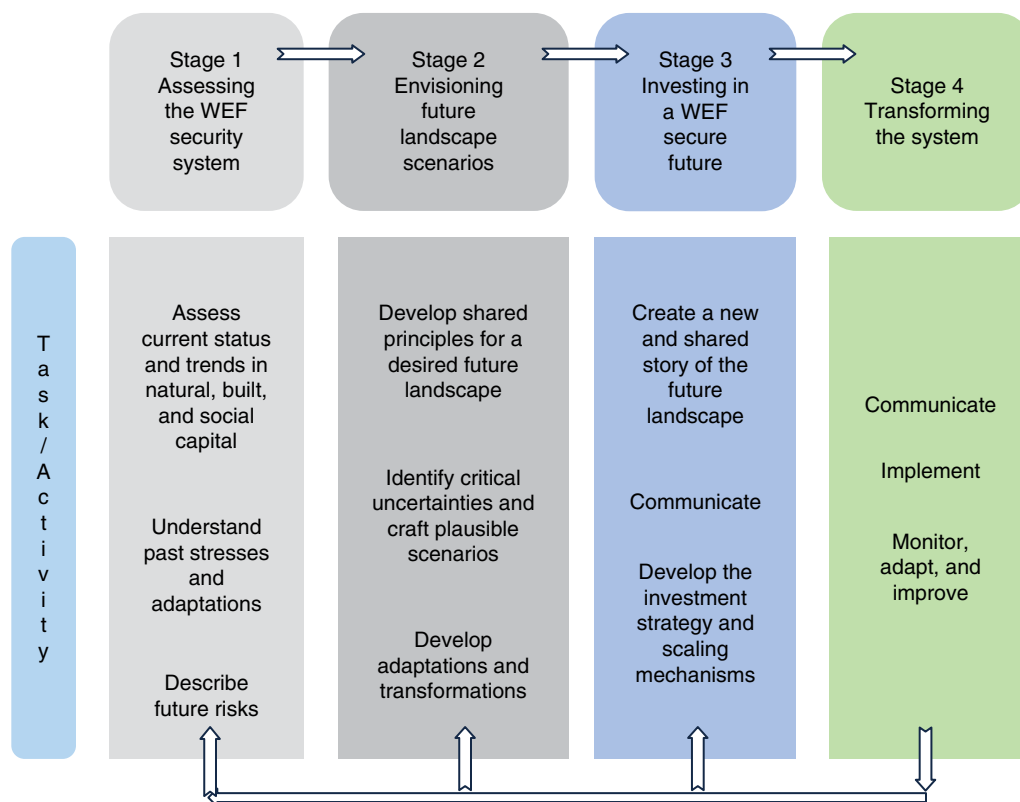 Stage 1
Assessing
the WEF
security
system
Stage 2
Envisioning
future
landscape
scenarios
Stage 3
Investing in
a WEF
secure
future
Stage 4
Transforming
the system
Task/Activity
Assess
current status
and trends in
natural, built,
and social
capital
Understand
past stresses
and
adaptations
Describe
future risks
Develop shared
principles for a
desired future
landscape
Identify critical
uncertainties and
craft plausible
scenarios
Develop
adaptations and
transformations
Create a new
and shared
story of the
future
landscape
Communicate
Develop the
investment
strategy and
scaling
mechanisms
Communicate
Implement
Monitor,
adapt, and
improve